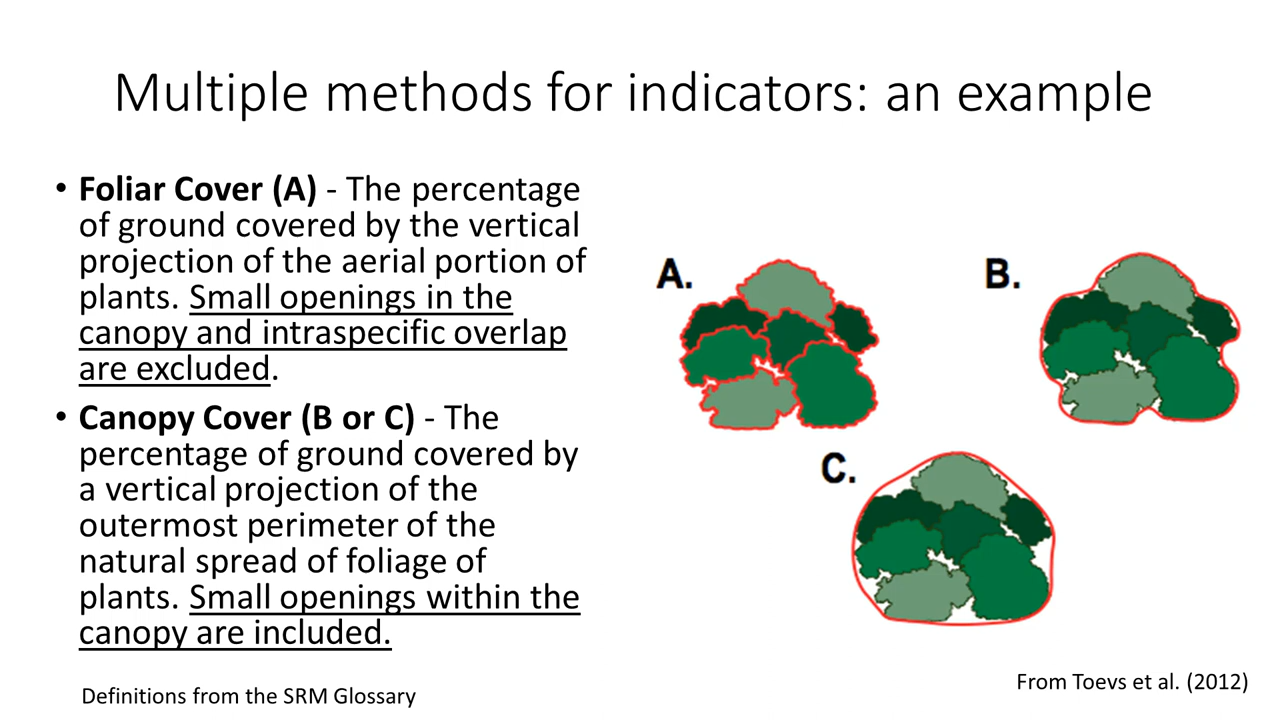 Multiple methods for indicators: an example
• Foliar Cover (A) - The percentage
of ground covered by the vertical
projection of the aerial portion of
plants. Small openings in the
canopy and intraspecific overlap
are excluded.
• Canopy Cover (B or C) - The
percentage of ground covered by
a vertical projection of the
outermost perimeter of the
natural spread of foliage of
plants. Small openings within the
canopy are included.
A.
B.
C.
Definitions from the SRM Glossary
From Toevs et al. (2012)